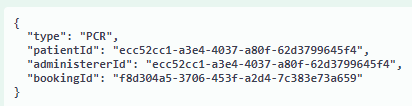 {
  "type": "PCR",
  "patientId": "ecc52cc1-a3e4-4037-a80f-62d3799645f4",
  "administererId": "ecc52cc1-a3e4-4037-a80f-62d3799645f4",
  "bookingId": "f8d304a5-3706-453f-a2d4-7c383e73a659"
}